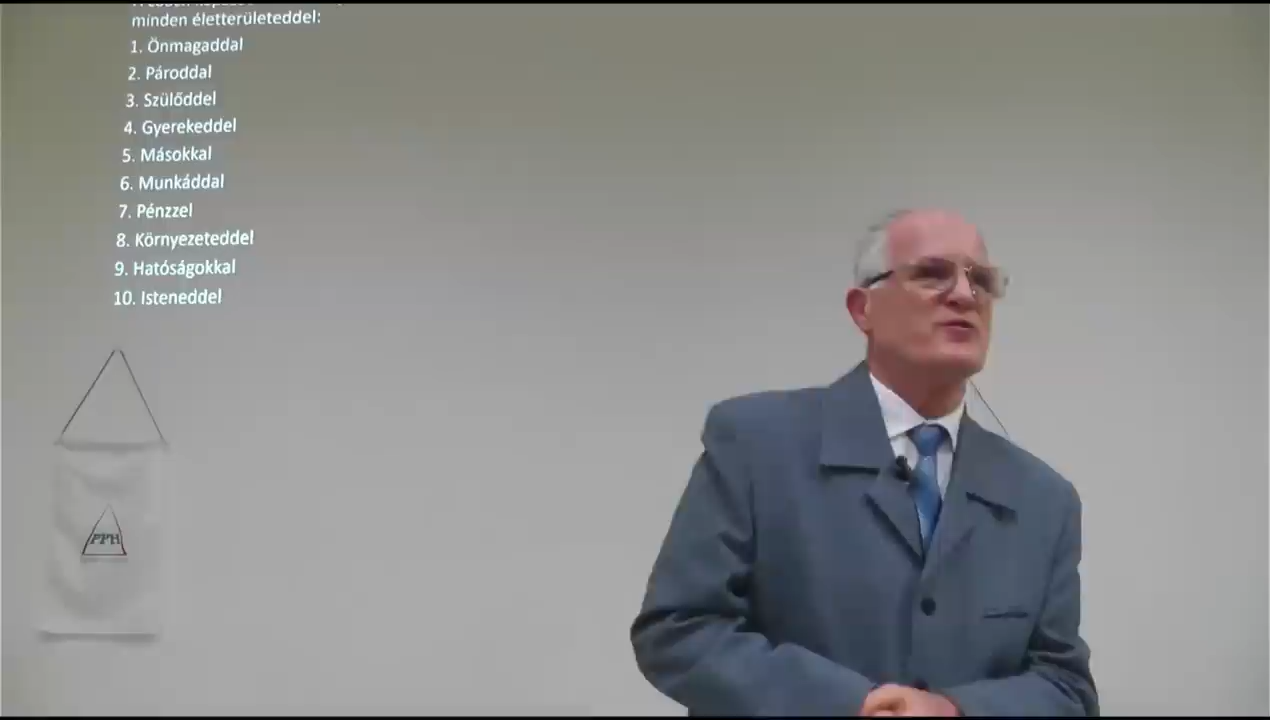 minden életterületeddel:
1. Önmagaddal
2. Pároddal
3. Szülőddel
4. Gyerekeddel
5. Másokkal
6. Munkáddal
7. Pénzzel
8. Környezeteddel
9. Hatóságokkal
10. Isteneddel
PPH